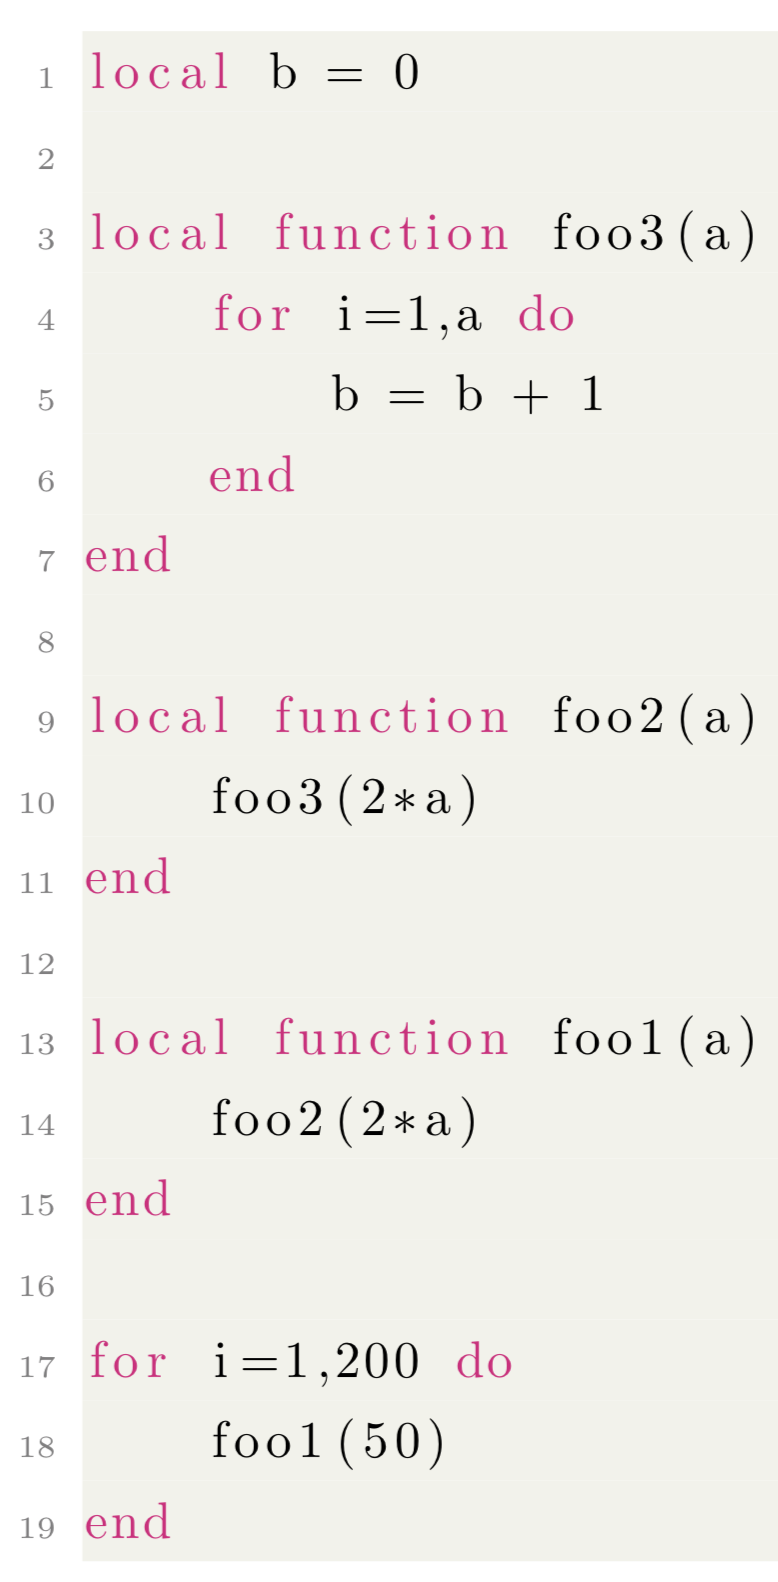 1 local b = 0
2
3 local function foo3(a)
4 for i=1,a do
5 b = b + 1
6 end
7 end
8
9 local function foo2(a)
10 foo3(2*a)
11 end
12
13 local function foo1(a)
14 foo2(2*a)
15 end
16
17 for i=1,200 do
18 foo1(50)
19 end